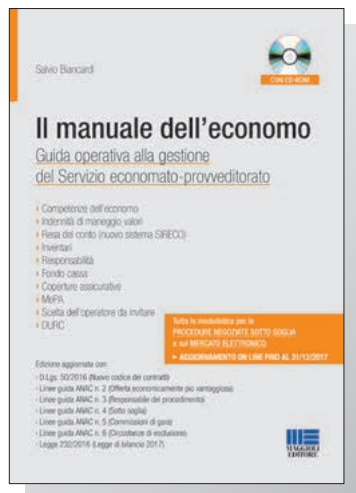 Salvio Biancardi
CON CD-ROM
Il manuale dell'economo
Guida operativa alla gestione
del Servizio economato-provveditorato
› Competenze dell'economo
› Indennità di maneggio valori
› Resa del conto (nuovo sistema SIRECO)
› Inventari
› Responsabilità
› Fondo cassa
› Coperture assicurative
› MePA
› Scelta dell'operatore da invitare
› DURC
Tutta la modulistica per le
PROCEDURE NEGOZIATE SOTTO SOGLIA
e sul MERCATO ELETTRONICO
► AGGIORNAMENTO ON LINE FINO AL 31/12/2017
Edizione aggiornata con:
- D.Lgs. 50/2016 (Nuovo codice dei contratti)
- Linee guida ANAC n. 2 (Offerta economicamente più vantaggiosa)
- Linee guida ANAC n. 3 (Responsabile del procedimento)
- Linee guida ANAC n. 4 (Sotto soglia)
- Linee guida ANAC n. 5 (Commissioni di gara)
- Linee guida ANAC n. 6 (Circostanze di esclusione)
- Legge 232/2016 (Legge di bilancio 2017)
MAGGIOLI
EDITORE